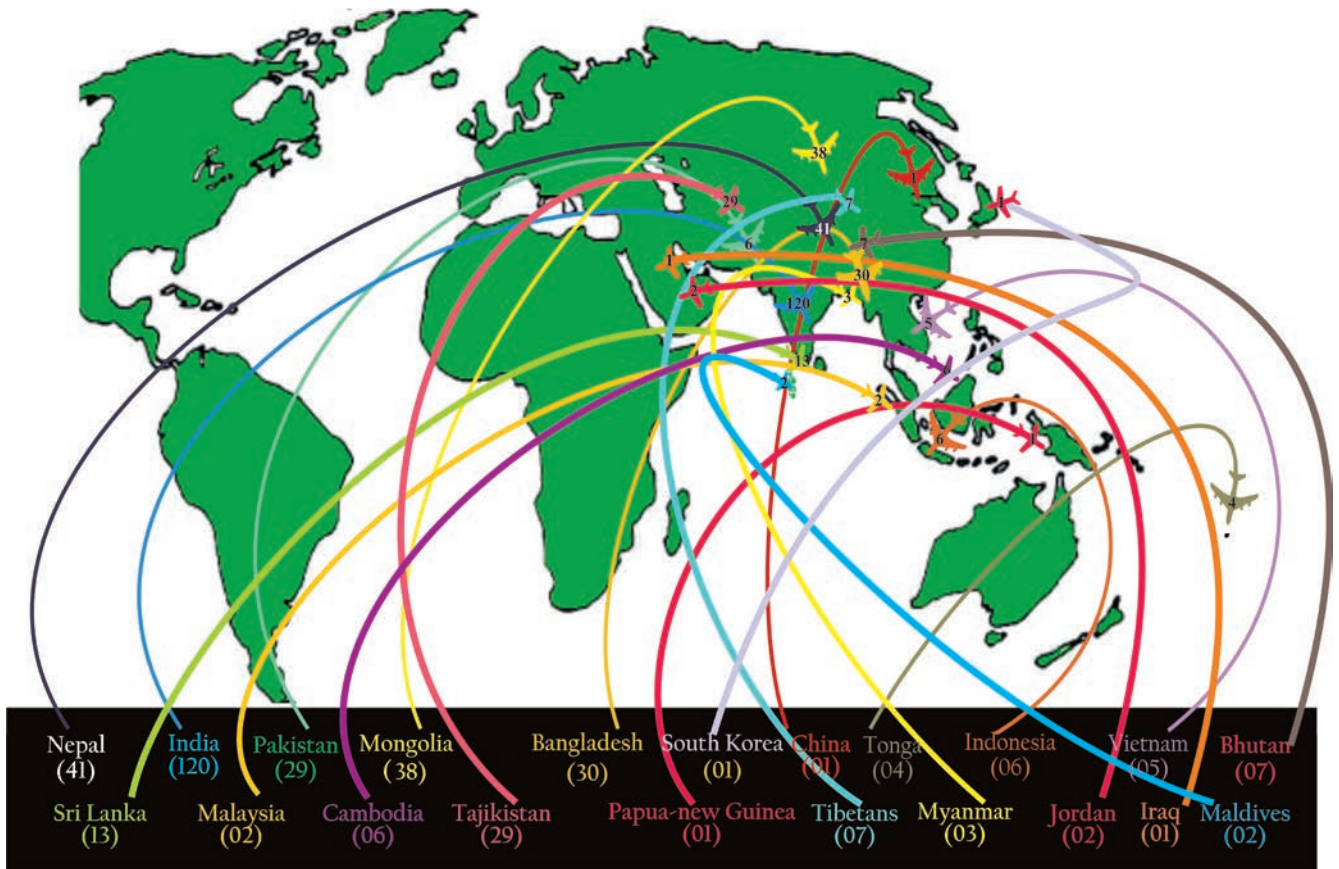 38
1
29
7
1
41
6
7
1
30
2
120
3
5
13
6
2
2
6
1
4
Nepal
(41)
India
(120)
Pakistan
(29)
Mongolia
(38)
Bangladesh
(30)
South Korea
(01)
China
(01)
Tonga
(04)
Indonesia
(06)
Vietnam
(05)
Bhutan
(07)
Sri Lanka
(13)
Malaysia
(02)
Cambodia
(06)
Tajikistan
(29)
Papua-new Guinea
(01)
Tibetans
(07)
Myanmar
(03)
Jordan
(02)
Iraq
(01)
Maldives
(02)